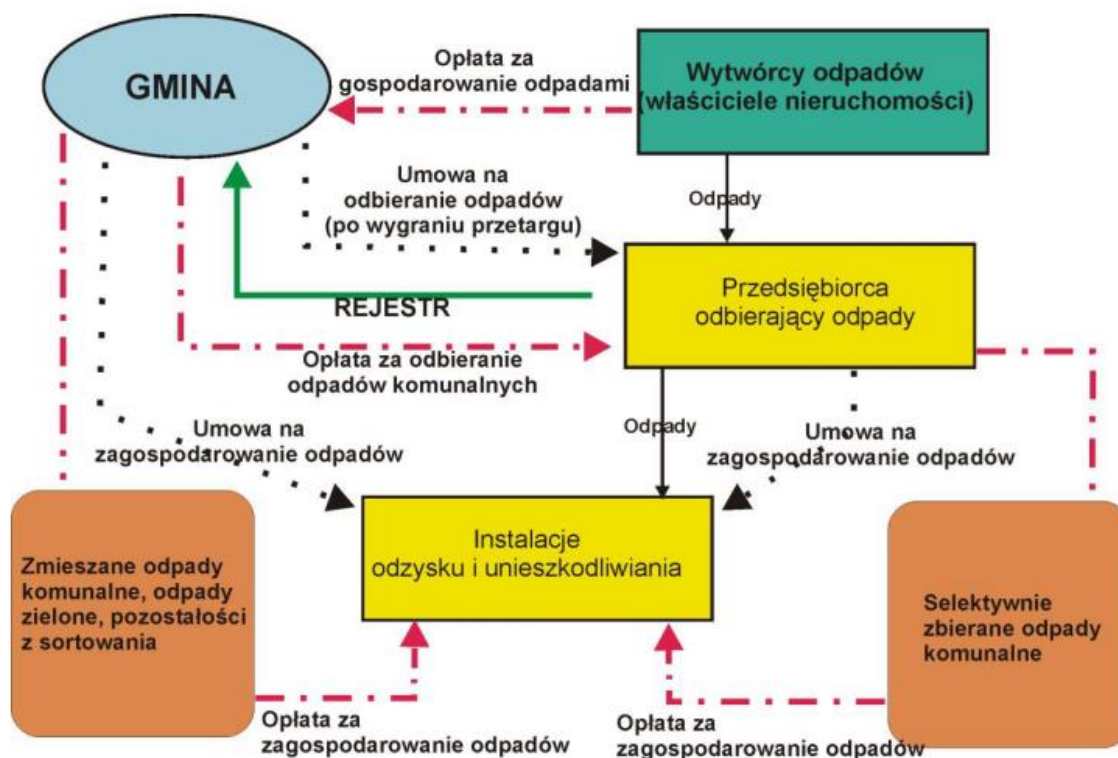 GMINA
Opłata za
gospodarowanie odpadami
Wytwórcy odpadów
(właściciele nieruchomości)
Umowa na
odbieranie odpadów
(po wygraniu przetargu)
Odpady
Przedsiębiorca
odbierający odpady
REJESTR
Opłata za odbieranie
odpadów komunalnych
Umowa na
zagospodarowanie odpadów
Odpady
Umowa na
zagospodarowanie odpadów
Instalacje
odzysku i unieszkodliwiania
Zmieszane odpady
komunalne, odpady
zielone, pozostałości
z sortowania
Selektywnie
zbierane odpady
komunalne
Opłata za
zagospodarowanie odpadów
Opłata za
zagospodarowanie odpadów